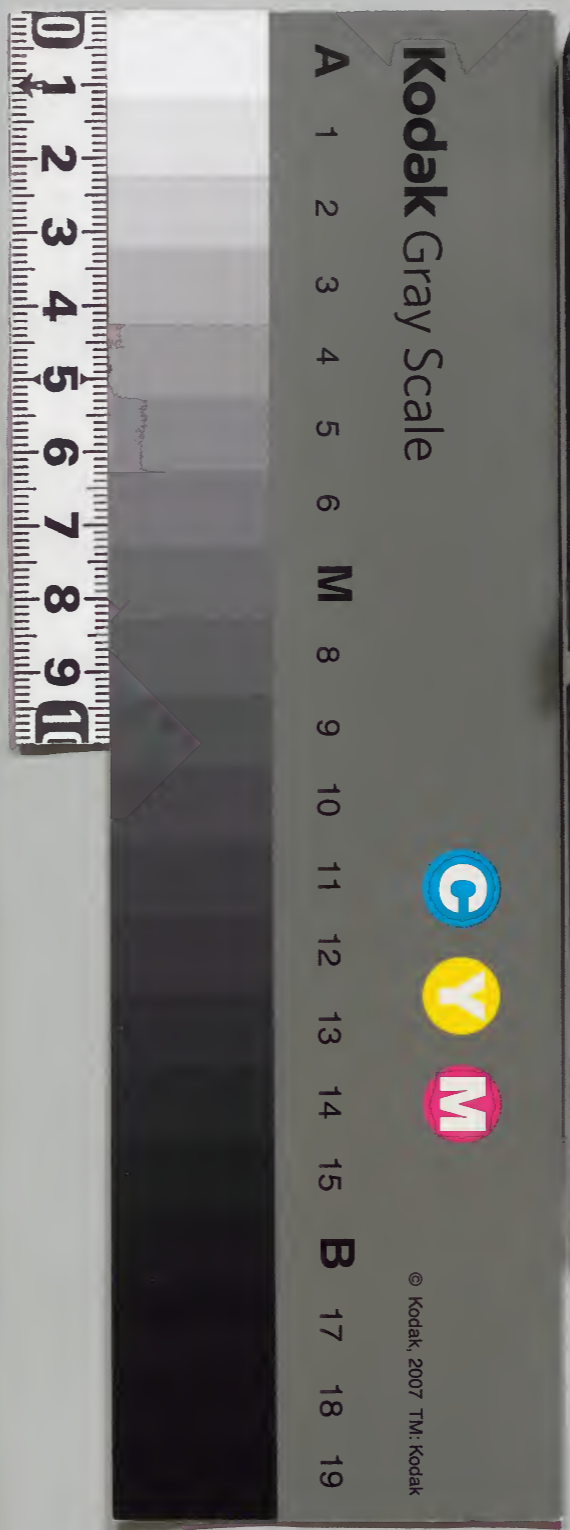 Kodak Gray Scale
C Y M
© Kodak, 2007 TM: Kodak
A 1 2 3 4 5 6 M 8 9 10 11 12 13 14 15 B 17 18 19
0 1 2 3 4 5 6 7 8 9 10